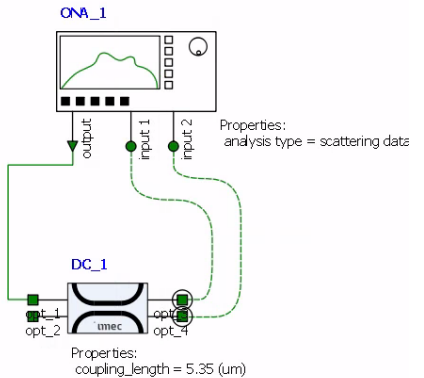 ONA_1
output
input 1
input 2
Properties:
analysis type = scattering data
DC_1
opt_1
opt_2
imec
opt_4
Properties:
coupling_length = 5.35 (um)